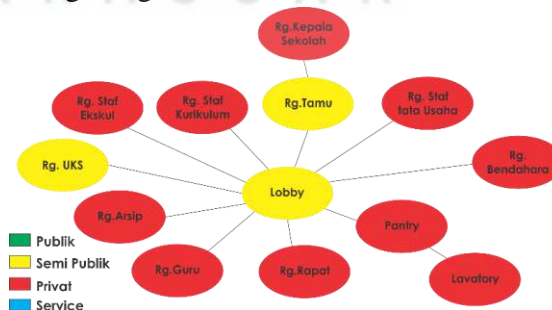 Rg.Kepala
Sekolah
Rg. Staf
Ekskul
Rg. Staf
Kurikulum
Rg.Tamu
Rg. Staf
tata Usaha
Rg. UKS
Rg.
Bendahara
Lobby
Rg.Arsip
Pantry
Rg.Guru
Rg.Rapat
Lavatory
Publik
Semi Publik
Privat
Service